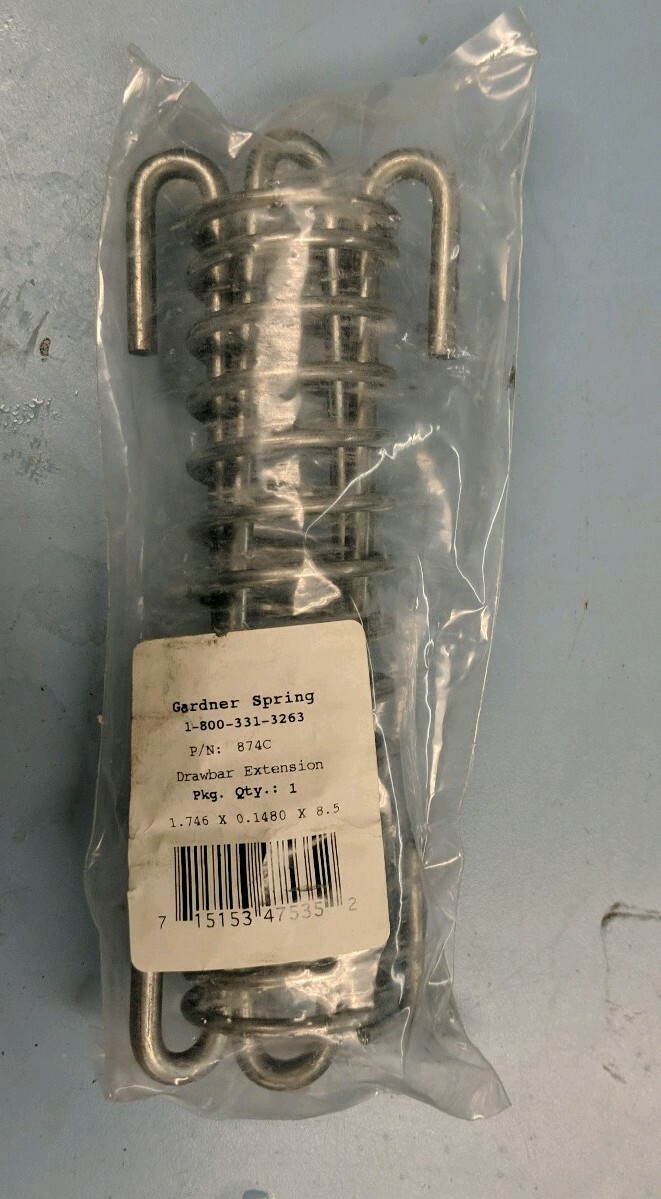 Gardner Spring
1-800-331-3263
P/N: 874C
Drawbar Extension
Pkg. Qty.: 1
1.746 X 0.1480 X 8.5
7 15153 47535 2